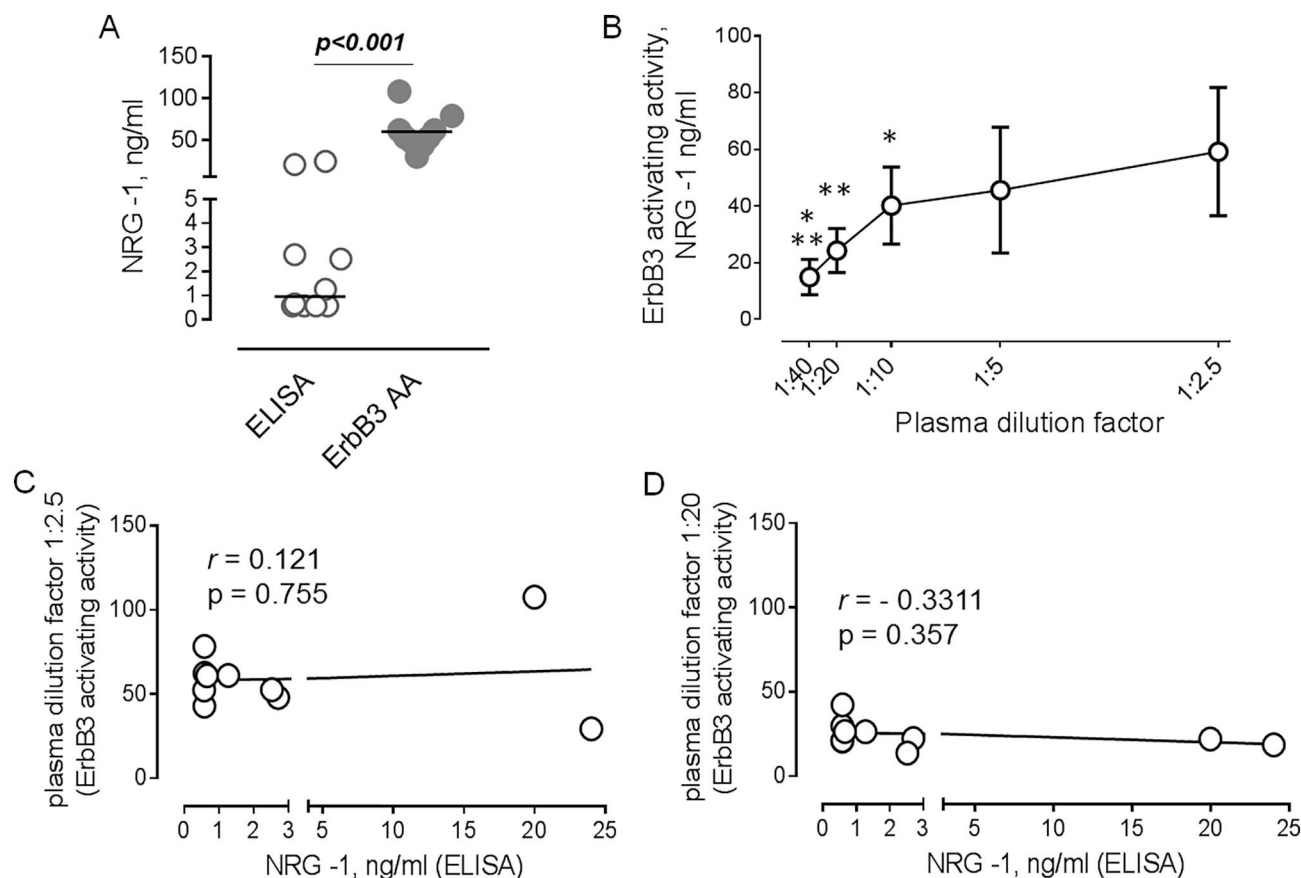 A
p<0.001
NRG -1, ng/ml
150
100
50
5
4
3
2
1
0
ELISA
ErbB3 AA
B
ErbB3 activating activity,
NRG -1 ng/ml
100
80
60
40
20
0
*
**
**
*
1:40
1:20
1:10
1:5
1:2.5
Plasma dilution factor
C
plasma dilution factor 1:2.5
(ErbB3 activating activity)
150
100
50
0
r = 0.121
p = 0.755
0 1 2 3 5 10 15 20 25
NRG -1, ng/ml (ELISA)
D
plasma dilution factor 1:20
(ErbB3 activating activity)
150
100
50
0
r = - 0.3311
p = 0.357
0 1 2 3 5 10 15 20 25
NRG -1, ng/ml (ELISA)